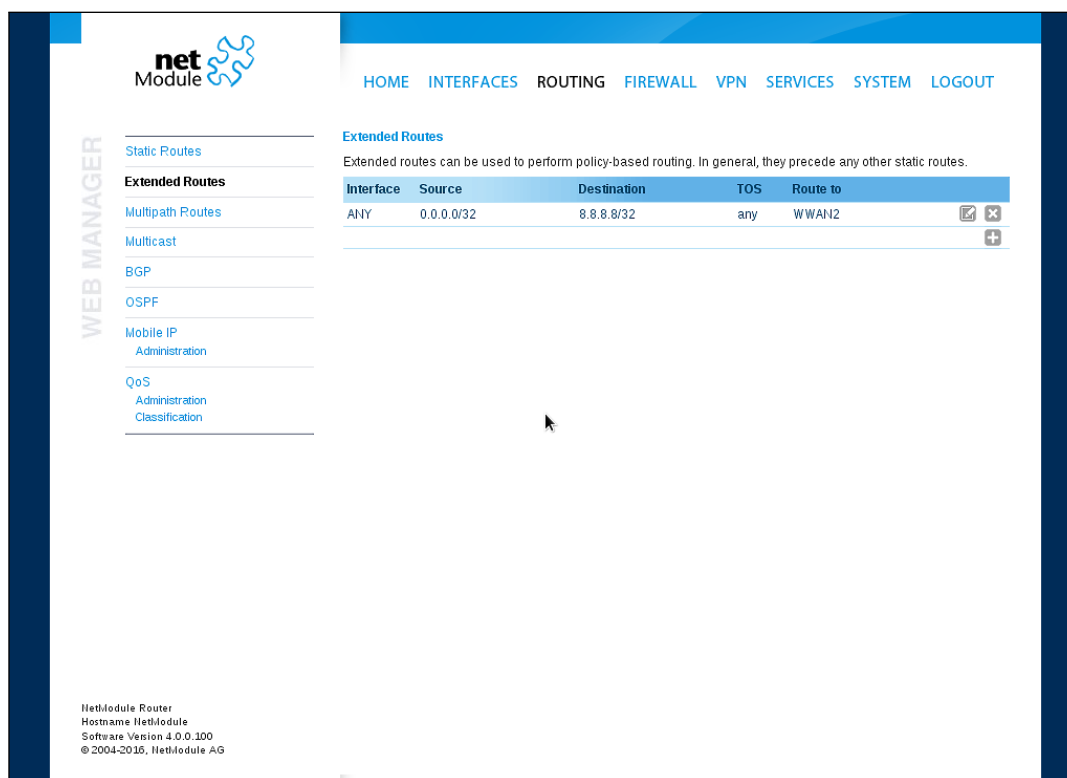 net
Module
HOME INTERFACES ROUTING FIREWALL VPN SERVICES SYSTEM LOGOUT
WEB MANAGER
Static Routes
Extended Routes
Multipath Routes
Multicast
BGP
OSPF
Mobile IP
Administration
QoS
Administration
Classification
Extended Routes
Extended routes can be used to perform policy-based routing. In general, they precede any other static routes.
Interface Source Destination TOS Route to
ANY 0.0.0.0/32 8.8.8.8/32 any WWAN2
NetModule Router
Hostname NetModule
Software Version 4.0.0.100
© 2004-2016, NetModule AG